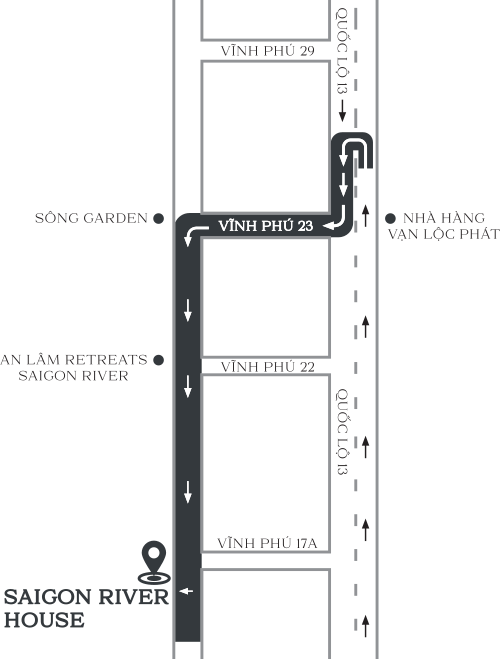 QUỐC LỘ 13
VĨNH PHÚ 29
SÔNG GARDEN
VĨNH PHÚ 23
NHÀ HÀNG
VẠN LỘC PHÁT
AN LÂM RETREATS
SAIGON RIVER
VĨNH PHÚ 22
QUỐC LỘ 13
VĨNH PHÚ 17A
SAIGON RIVER
HOUSE